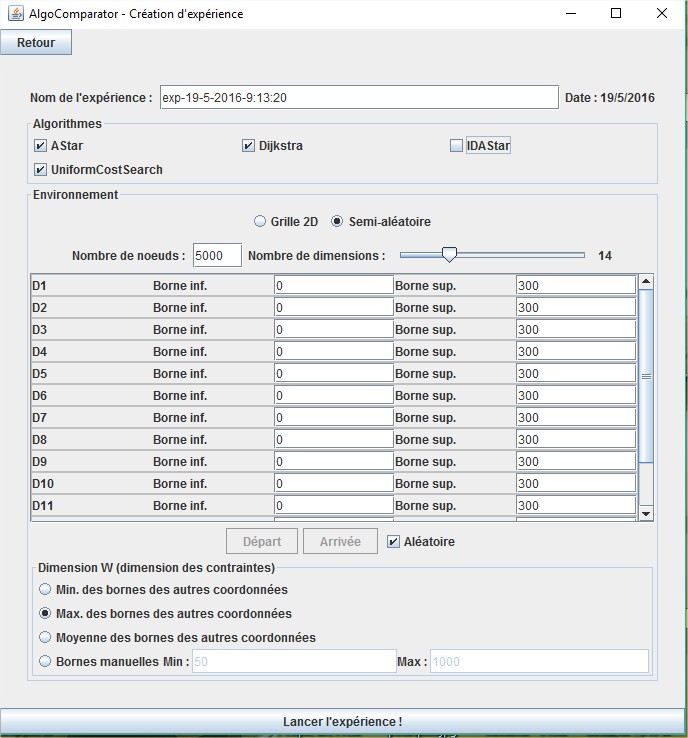 AlgoComparator - Création d'expérience
Retour
Nom de l'expérience : exp-19-5-2016-9:13:20 Date : 19/5/2016
Algorithmes
AStar Dijkstra IDAStar
UniformCostSearch
Environnement
Grille 2D Semi-aléatoire
Nombre de noeuds : 5000 Nombre de dimensions : 14
D1 Borne inf. 0 Borne sup. 300
D2 Borne inf. 0 Borne sup. 300
D3 Borne inf. 0 Borne sup. 300
D4 Borne inf. 0 Borne sup. 300
D5 Borne inf. 0 Borne sup. 300
D6 Borne inf. 0 Borne sup. 300
D7 Borne inf. 0 Borne sup. 300
D8 Borne inf. 0 Borne sup. 300
D9 Borne inf. 0 Borne sup. 300
D10 Borne inf. 0 Borne sup. 300
D11 Borne inf. 0 Borne sup. 300
Départ Arrivée Aléatoire
Dimension W (dimension des contraintes)
Min. des bornes des autres coordonnées
Max. des bornes des autres coordonnées
Moyenne des bornes des autres coordonnées
Bornes manuelles Min : 50 Max : 1000
Lancer l'expérience !